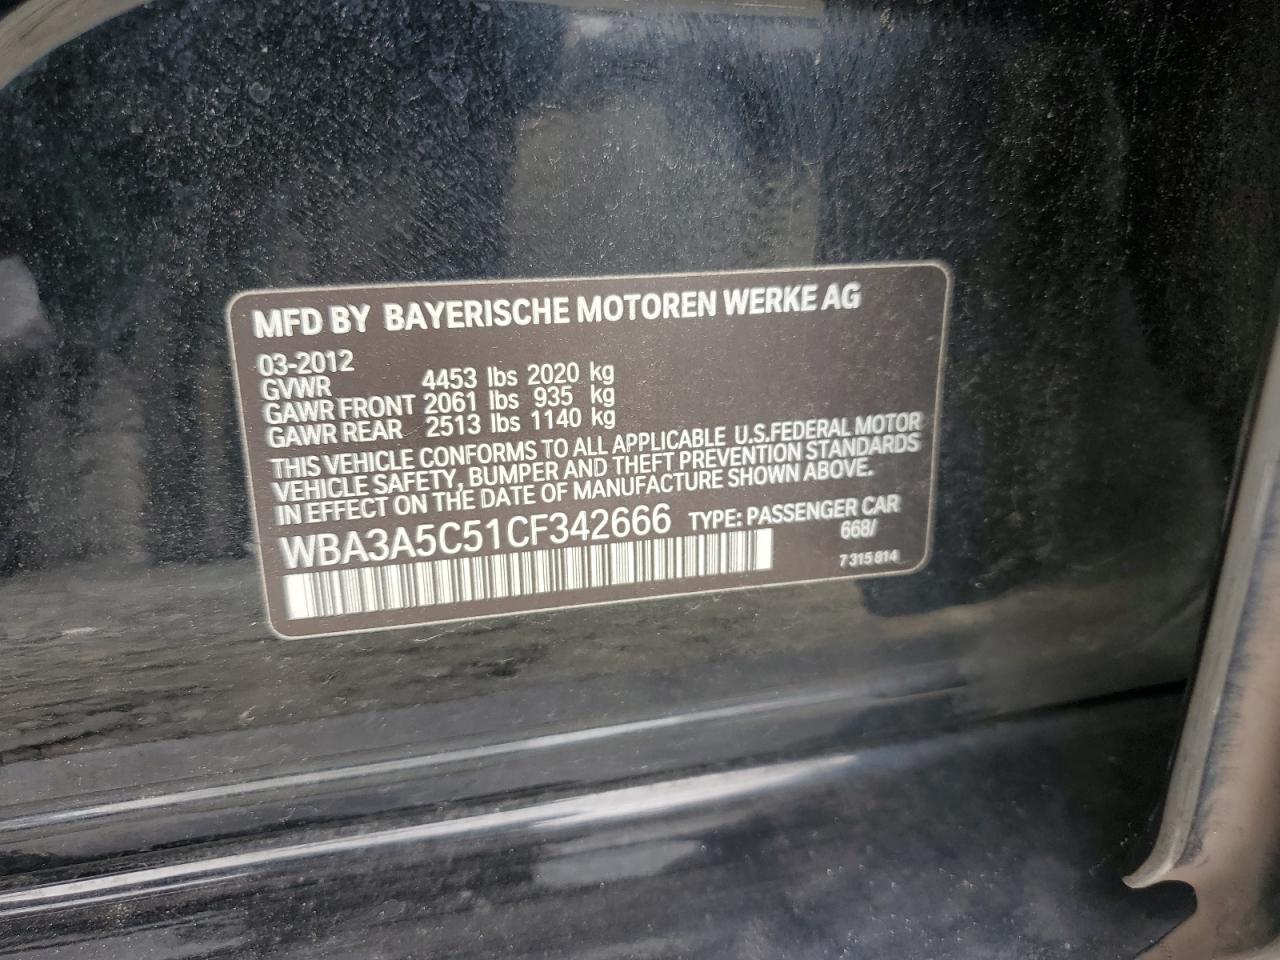 MFD BY BAYERISCHE MOTOREN WERKE AG
03-2012
GVWR 4453 lbs 2020 kg
GAWR FRONT 2061 lbs 935 kg
GAWR REAR 2513 lbs 1140 kg
THIS VEHICLE CONFORMS TO ALL APPLICABLE U.S.FEDERAL MOTOR
VEHICLE SAFETY, BUMPER AND THEFT PREVENTION STANDARDS
IN EFFECT ON THE DATE OF MANUFACTURE SHOWN ABOVE.
WBA3A5C51CF342666 TYPE: PASSENGER CAR
668/
7 315 814